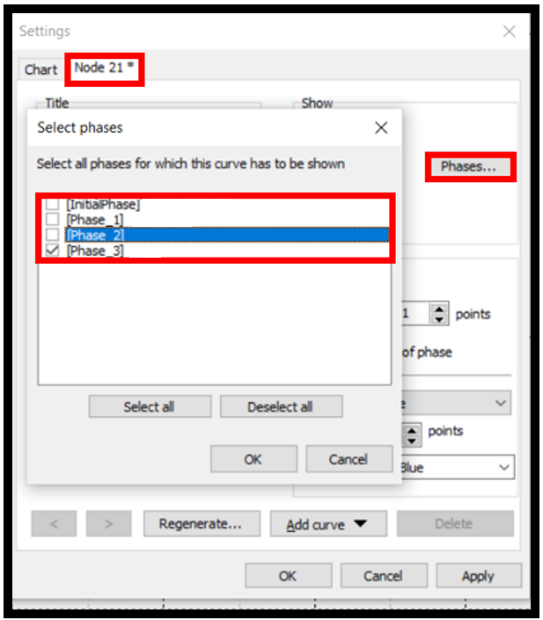 Settings
Chart
Node 21 *
Title
Show
Select phases
Select all phases for which this curve has to be shown
Phases...
[InitialPhase]
[Phase_1]
[Phase_2]
[Phase_3]
1
points
of phase
points
Blue
Select all
Deselect all
OK
Cancel
<
>
Regenerate...
Add curve
Delete
OK
Cancel
Apply